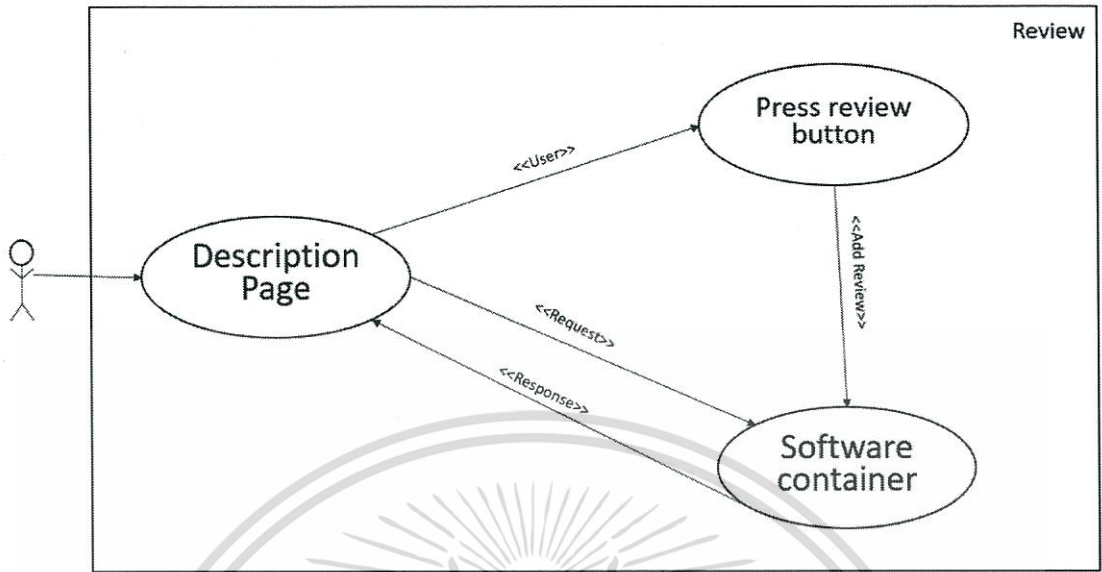 Review
Press review
button
<<User>>
Description
Page
<<Add Review>>
<<Request>>
<<Response>>
Software
container